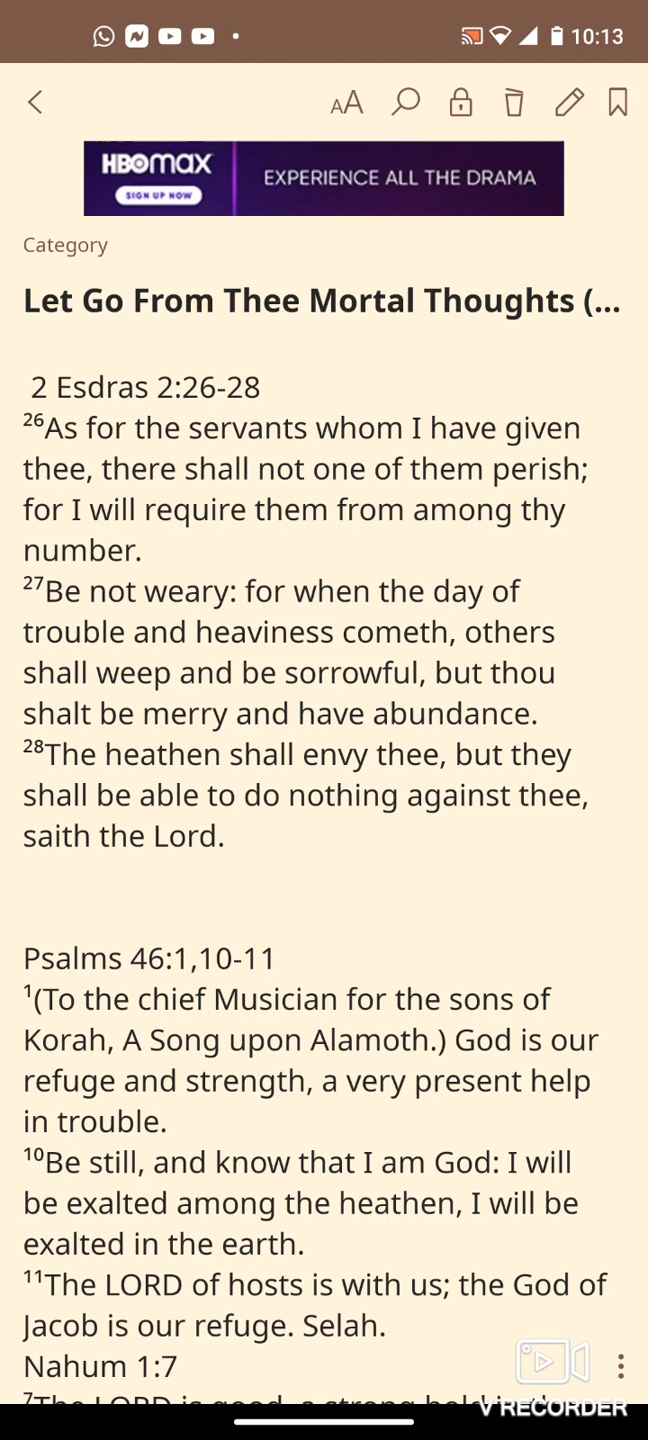 10:13
AA
HBOMAX
SIGN UP NOW
EXPERIENCE ALL THE DRAMA
Category
Let Go From Thee Mortal Thoughts (...
2 Esdras 2:26-28
²⁶As for the servants whom I have given
thee, there shall not one of them perish;
for I will require them from among thy
number.
²⁷Be not weary: for when the day of
trouble and heaviness cometh, others
shall weep and be sorrowful, but thou
shalt be merry and have abundance.
²⁸The heathen shall envy thee, but they
shall be able to do nothing against thee,
saith the Lord.
Psalms 46:1,10-11
¹(To the chief Musician for the sons of
Korah, A Song upon Alamoth.) God is our
refuge and strength, a very present help
in trouble.
¹⁰Be still, and know that I am God: I will
be exalted among the heathen, I will be
exalted in the earth.
¹¹The LORD of hosts is with us; the God of
Jacob is our refuge. Selah.
Nahum 1:7
⁷The LORD is good, a strong hold
V RECORDER